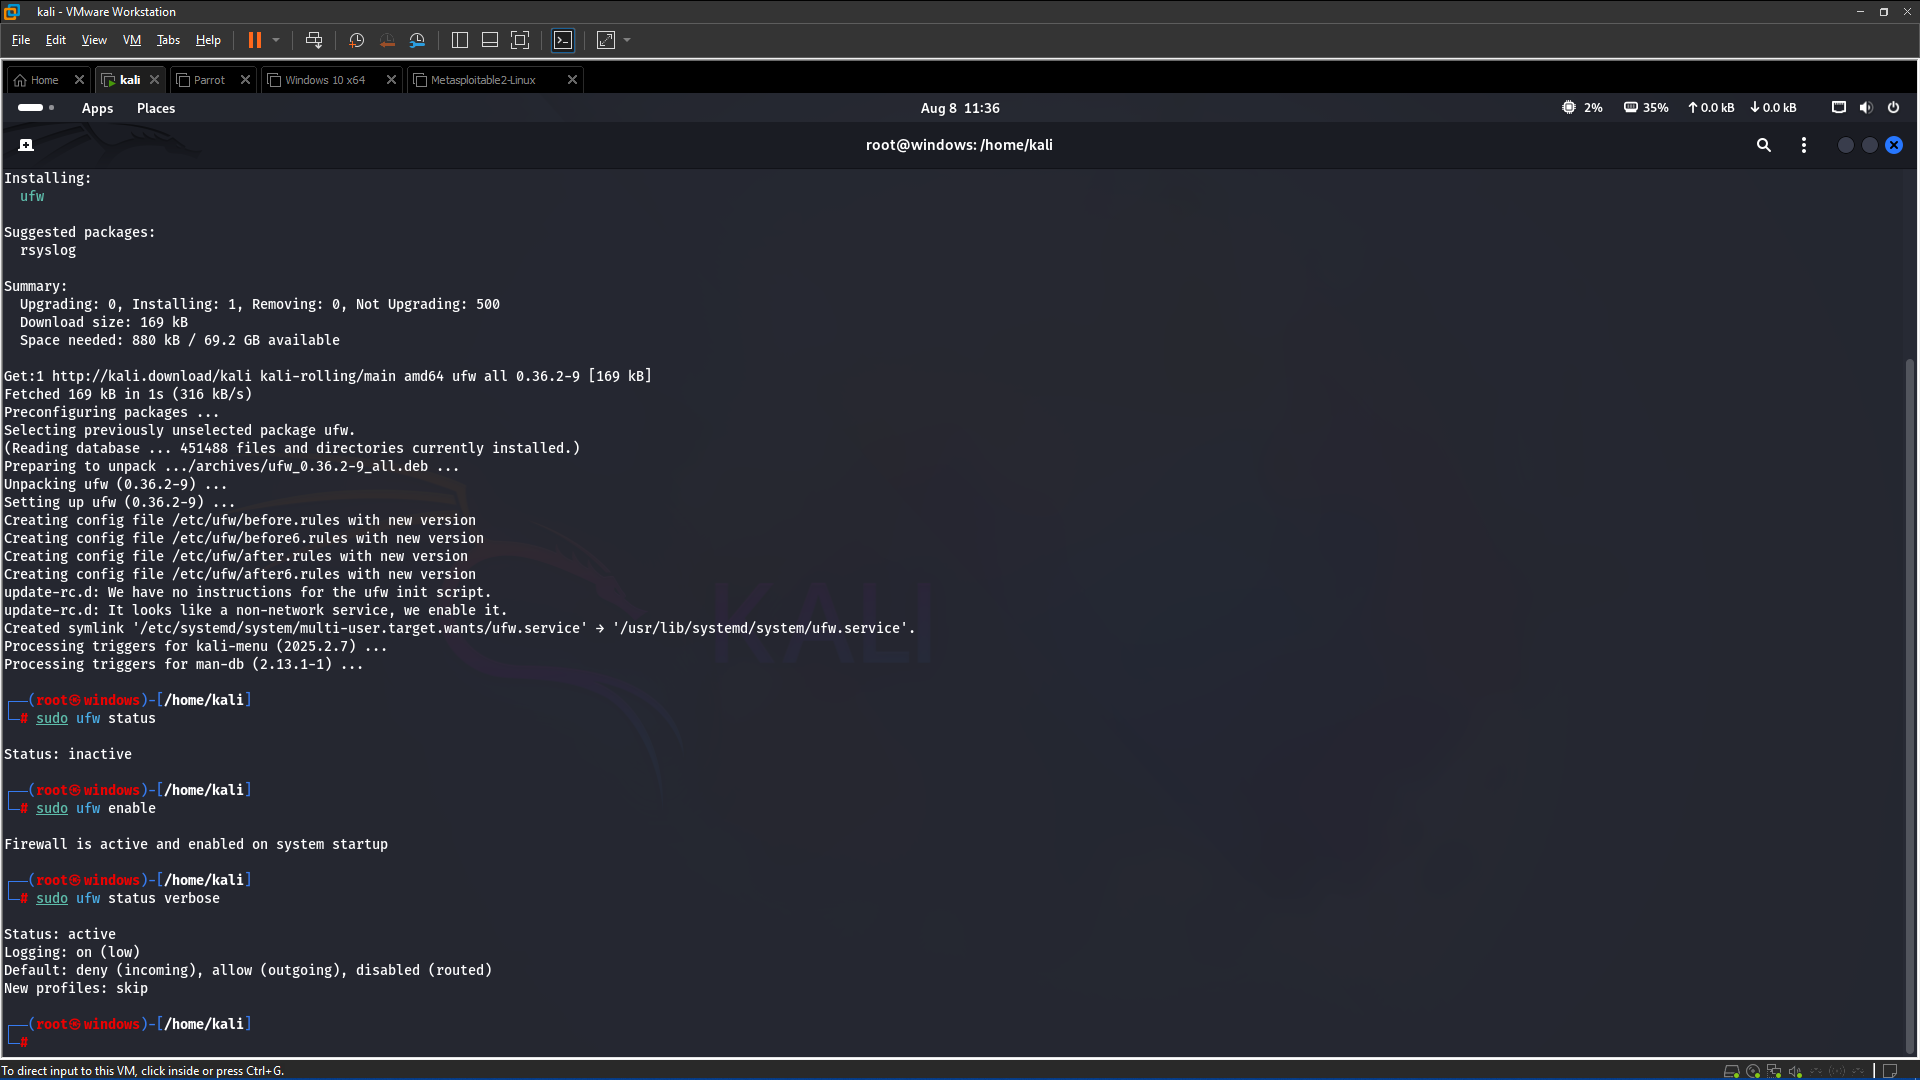 kali - VMware Workstation
File Edit View VM Tabs Help
Home kali Parrot Windows 10 x64 Metasploitable2-Linux
Apps Places Aug 8 11:36 2% 35% ↑0.0 kB ↓0.0 kB
root@windows: /home/kali
Installing:
  ufw

Suggested packages:
  rsyslog

Summary:
  Upgrading: 0, Installing: 1, Removing: 0, Not Upgrading: 500
  Download size: 169 kB
  Space needed: 880 kB / 69.2 GB available

Get:1 http://kali.download/kali kali-rolling/main amd64 ufw all 0.36.2-9 [169 kB]
Fetched 169 kB in 1s (316 kB/s)
Preconfiguring packages ...
Selecting previously unselected package ufw.
(Reading database ... 451488 files and directories currently installed.)
Preparing to unpack .../archives/ufw_0.36.2-9_all.deb ...
Unpacking ufw (0.36.2-9) ...
Setting up ufw (0.36.2-9) ...
Creating config file /etc/ufw/before.rules with new version
Creating config file /etc/ufw/before6.rules with new version
Creating config file /etc/ufw/after.rules with new version
Creating config file /etc/ufw/after6.rules with new version
update-rc.d: We have no instructions for the ufw init script.
update-rc.d: It looks like a non-network service, we enable it.
Created symlink '/etc/systemd/system/multi-user.target.wants/ufw.service' → '/usr/lib/systemd/system/ufw.service'.
Processing triggers for kali-menu (2025.2.7) ...
Processing triggers for man-db (2.13.1-1) ...
KALI

┌──(root㉿windows)-[/home/kali]
└─# sudo ufw status

Status: inactive

┌──(root㉿windows)-[/home/kali]
└─# sudo ufw enable

Firewall is active and enabled on system startup

┌──(root㉿windows)-[/home/kali]
└─# sudo ufw status verbose

Status: active
Logging: on (low)
Default: deny (incoming), allow (outgoing), disabled (routed)
New profiles: skip

┌──(root㉿windows)-[/home/kali]
└─#
To direct input to this VM, click inside or press Ctrl+G.